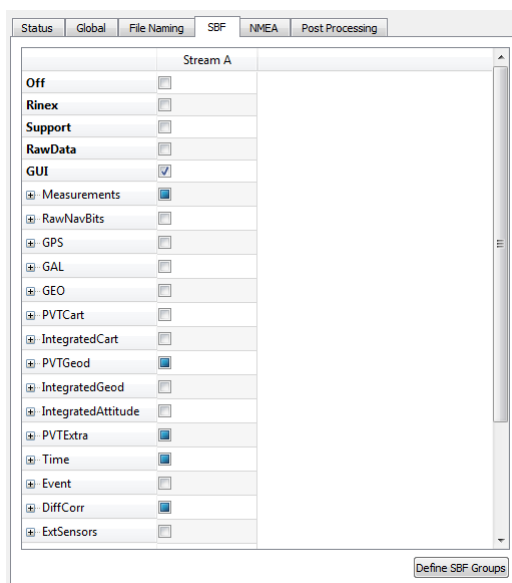 Status Global File Naming SBF NMEA Post Processing
Stream A
Off
Rinex
Support
RawData
GUI
Measurements
RawNavBits
GPS
GAL
GEO
PVTCart
IntegratedCart
PVTGeod
IntegratedGeod
IntegratedAttitude
PVTExtra
Time
Event
DiffCorr
ExtSensors
Define SBF Groups